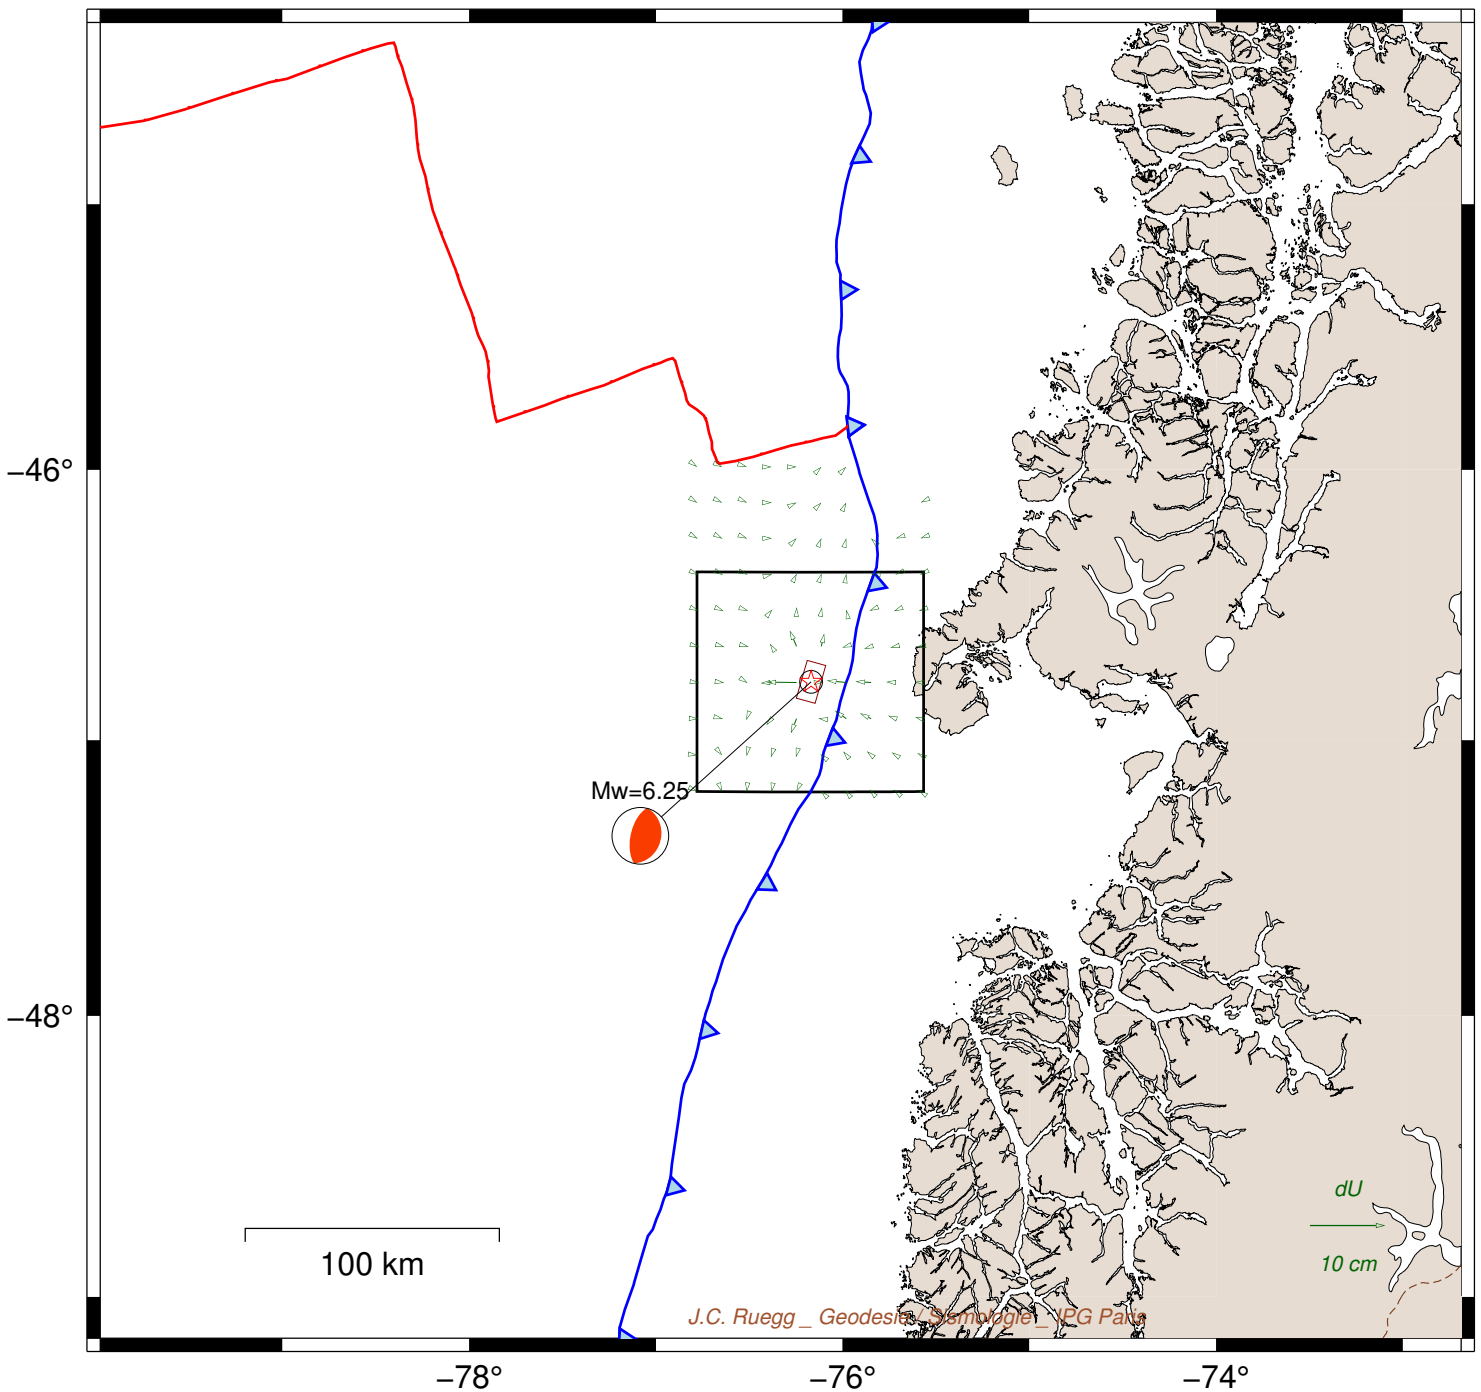 −46°
Mw=6.25
−48°
dU
100 km
10 cm
J.C. Ruegg _ Geodesie / Sismologie _ IPG Paris
−78°
−76°
−74°